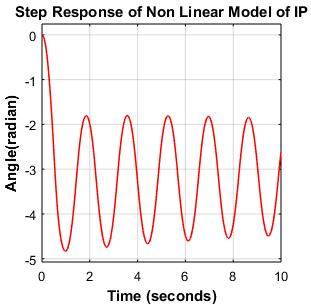 Step Response of Non Linear Model of IP
Angle(radian)
0
-1
-2
-3
-4
-5
0 2 4 6 8 10
Time (seconds)